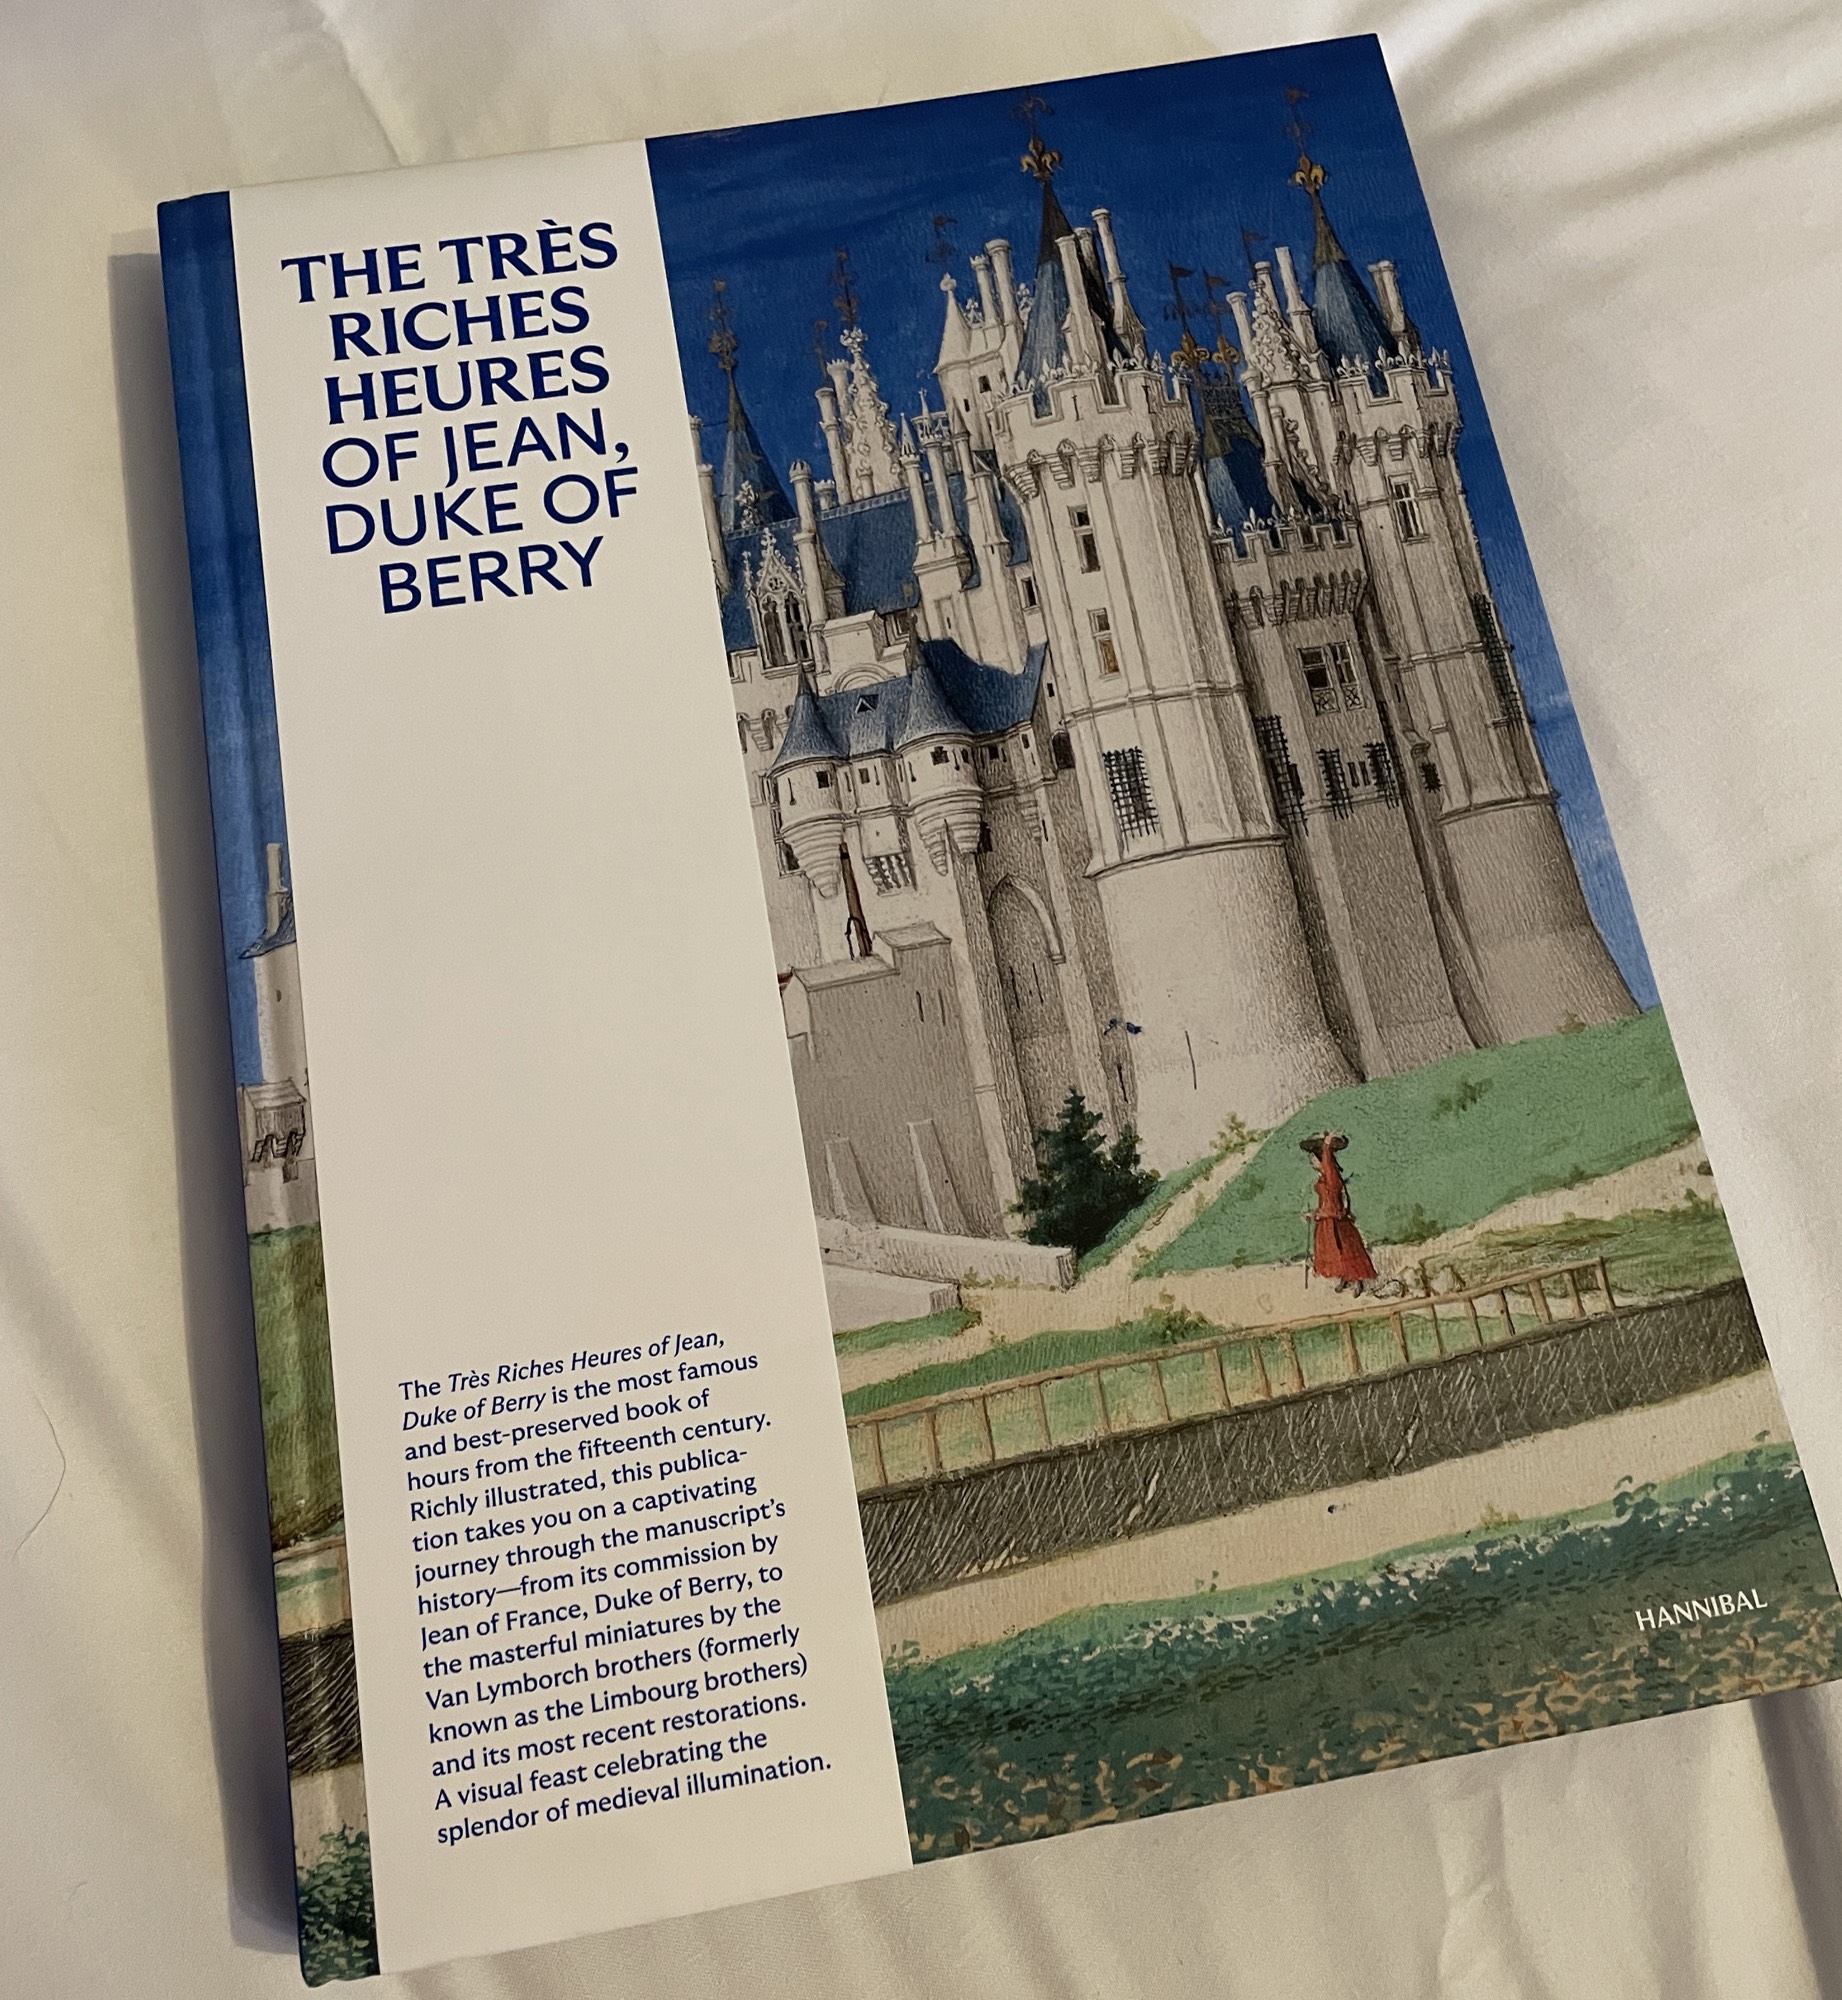 THE TRÈS
RICHES
HEURES
OF JEAN,
DUKE OF
BERRY
The Très Riches Heures of Jean,
Duke of Berry is the most famous
and best-preserved book of
hours from the fifteenth century.
Richly illustrated, this publica-
tion takes you on a captivating
journey through the manuscript's
history—from its commission by
Jean of France, Duke of Berry, to
the masterful miniatures by the
Van Lymborch brothers (formerly
known as the Limbourg brothers)
and its most recent restorations.
A visual feast celebrating the
splendor of medieval illumination.
HANNIBAL